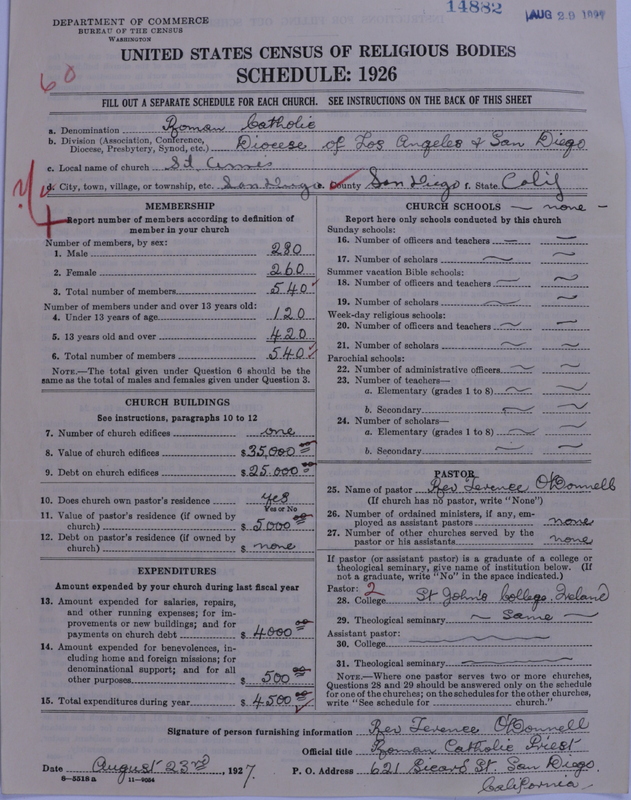 14882
AUG 29 1927
DEPARTMENT OF COMMERCE
BUREAU OF THE CENSUS
WASHINGTON
UNITED STATES CENSUS OF RELIGIOUS BODIES
SCHEDULE: 1926
60
FILL OUT A SEPARATE SCHEDULE FOR EACH CHURCH. SEE INSTRUCTIONS ON THE BACK OF THIS SHEET
a. Denomination Roman Catholic
b. Division (Association, Conference, Diocese, Presbytery, Synod, etc.) Diocese of Los Angeles & San Diego
c. Local name of church St. Annes
d. City, town, village, or township, etc. San Diego e. County San Diego f. State Calif
MEMBERSHIP
Report number of members according to definition of
member in your church
Number of members, by sex:
1. Male 280
2. Female 260
3. Total number of members 540
Number of members under and over 13 years old:
4. Under 13 years of age 120
5. 13 years old and over 420
6. Total number of members 540
NOTE.—The total given under Question 6 should be the
same as the total of males and females given under Question 3.
CHURCH BUILDINGS
See instructions, paragraphs 10 to 12
7. Number of church edifices one
8. Value of church edifices $35,000
9. Debt on church edifices $25.000
10. Does church own pastor's residence yes
Yes or No
11. Value of pastor's residence (if owned by
church) $5000
12. Debt on pastor's residence (if owned by
church) $ none
EXPENDITURES
Amount expended by your church during last fiscal year
13. Amount expended for salaries, repairs,
and other running expenses; for im-
provements or new buildings; and for
payments on church debt $4000
14. Amount expended for benevolences, in-
cluding home and foreign missions; for
denominational support; and for all
other purposes $500
15. Total expenditures during year $4500
CHURCH SCHOOLS — none —
Report here only schools conducted by this church
Sunday schools:
16. Number of officers and teachers
17. Number of scholars
Summer vacation Bible schools:
18. Number of officers and teachers
19. Number of scholars
Week-day religious schools:
20. Number of officers and teachers
21. Number of scholars
Parochial schools:
22. Number of administrative officers
23. Number of teachers—
a. Elementary (grades 1 to 8)
b. Secondary
24. Number of scholars—
a. Elementary (grades 1 to 8)
b. Secondary
PASTOR
25. Name of pastor Rev Terence O'Donnell
(If church has no pastor, write "None")
26. Number of ordained ministers, if any, em-
ployed as assistant pastors none
27. Number of other churches served by the
pastor or his assistants none
If pastor (or assistant pastor) is a graduate of a college or
theological seminary, give name of institution below. (If
not a graduate, write "No" in the space indicated.)
Pastor: 2
28. College St John's College, Ireland
29. Theological seminary — Same —
Assistant pastor:
30. College
31. Theological seminary
NOTE.—Where one pastor serves two or more churches,
Questions 28 and 29 should be answered only on the schedule
for one of the churches; on the schedules for the other churches,
write "See schedule for church."
Signature of person furnishing information Rev Terence O'Donnell
Official title Roman Catholic Priest
Date August 23rd, 1927. P. O. Address 621 Sicard St. San Diego
California
8-5518a 11-9004